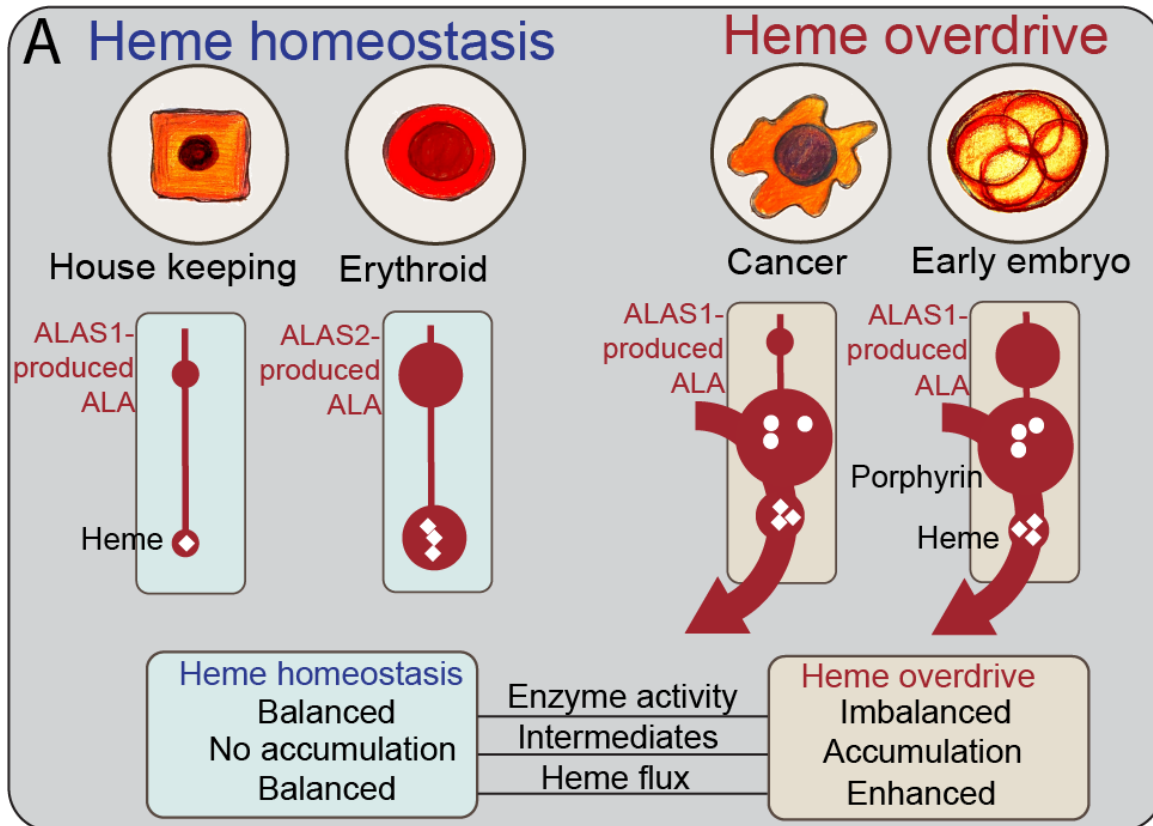 A Heme homeostasis
Heme overdrive
House keeping
Erythroid
Cancer
Early embryo
ALAS1-
produced
ALA
ALAS2-
produced
ALA
ALAS1-
produced
ALA
ALAS1-
produced
ALA
Porphyrin
Heme
Heme
Heme homeostasis
Balanced
No accumulation
Balanced
Enzyme activity
Intermediates
Heme flux
Heme overdrive
Imbalanced
Accumulation
Enhanced